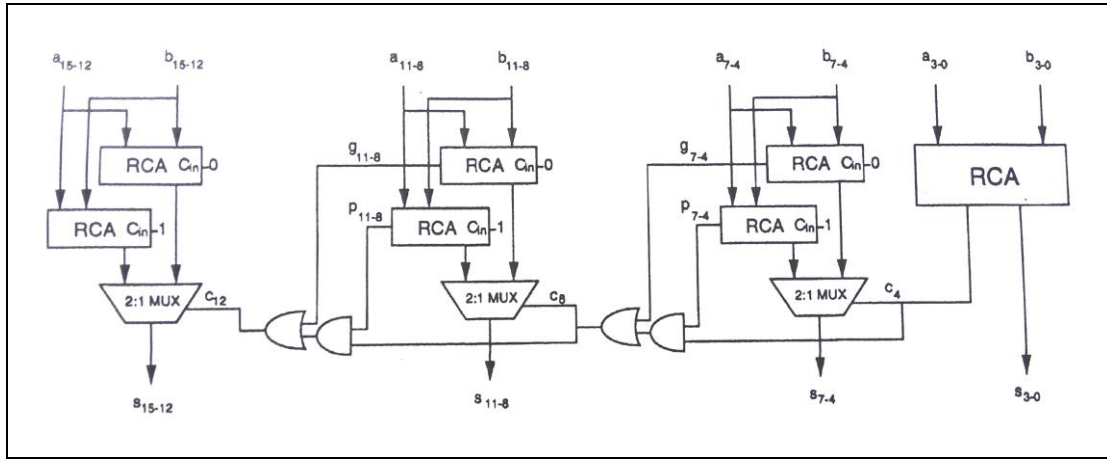 a15-12 b15-12 a11-8 b11-8 a7-4 b7-4 a3-0 b3-0
RCA Cin-0 g11-8 RCA Cin-0 g7-4 RCA Cin-0 RCA
RCA Cin-1 p11-8 RCA Cin-1 p7-4 RCA Cin-1
2:1 MUX c12 2:1 MUX c8 2:1 MUX c4
s15-12 s11-8 s7-4 s3-0